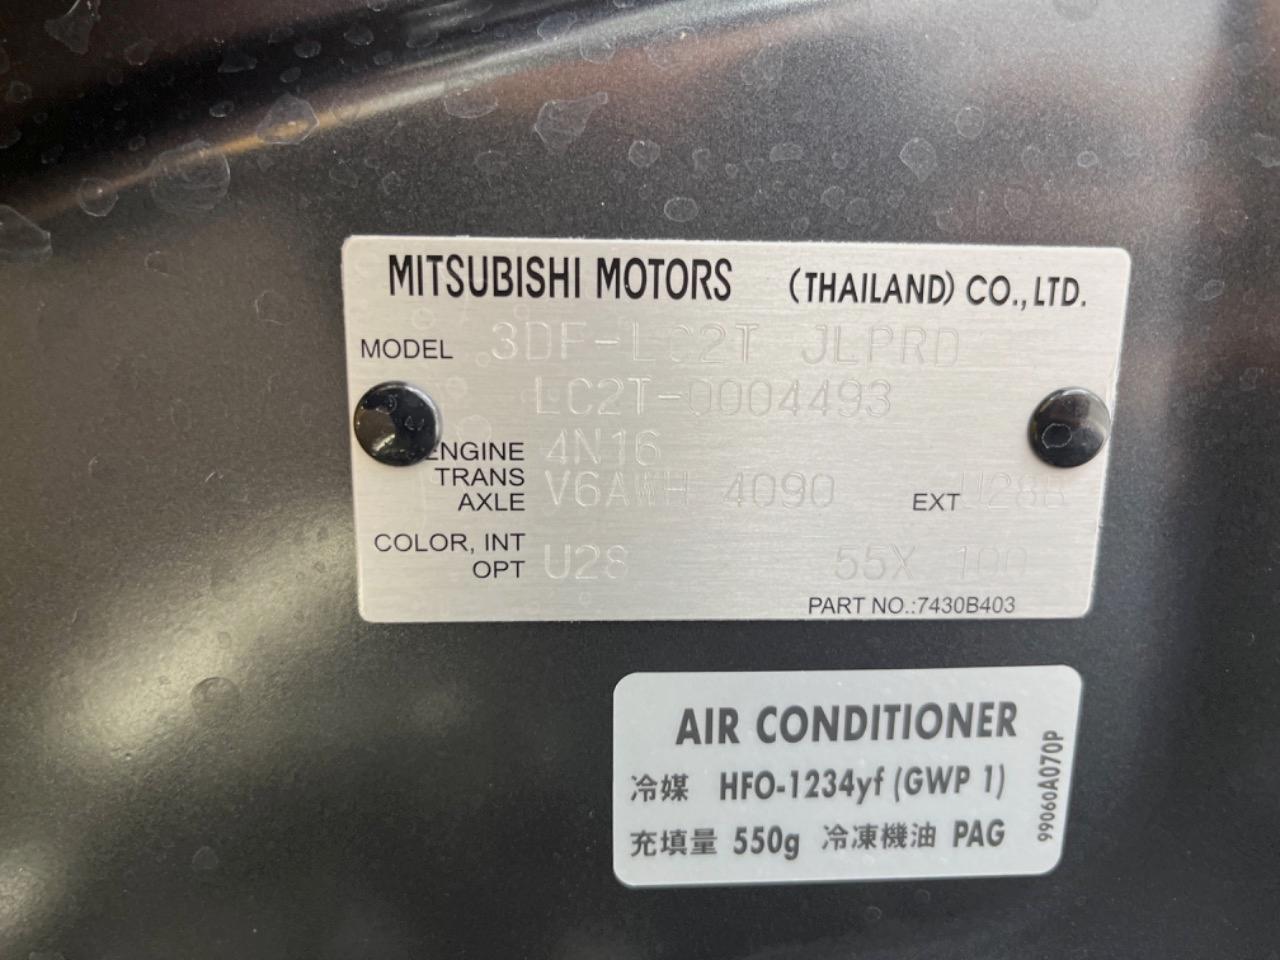 MITSUBISHI MOTORS (THAILAND) CO., LTD.
MODEL 3DF-LC2T JLPRD
LC2T-0004493
ENGINE 4N16
TRANS
AXLE V6AWH 4090 EXT U28B
COLOR, INT
OPT U28 55X 100
PART NO.:7430B403
AIR CONDITIONER
冷媒 HFO-1234yf (GWP 1)
充填量 550g 冷凍機油 PAG
99060A070P